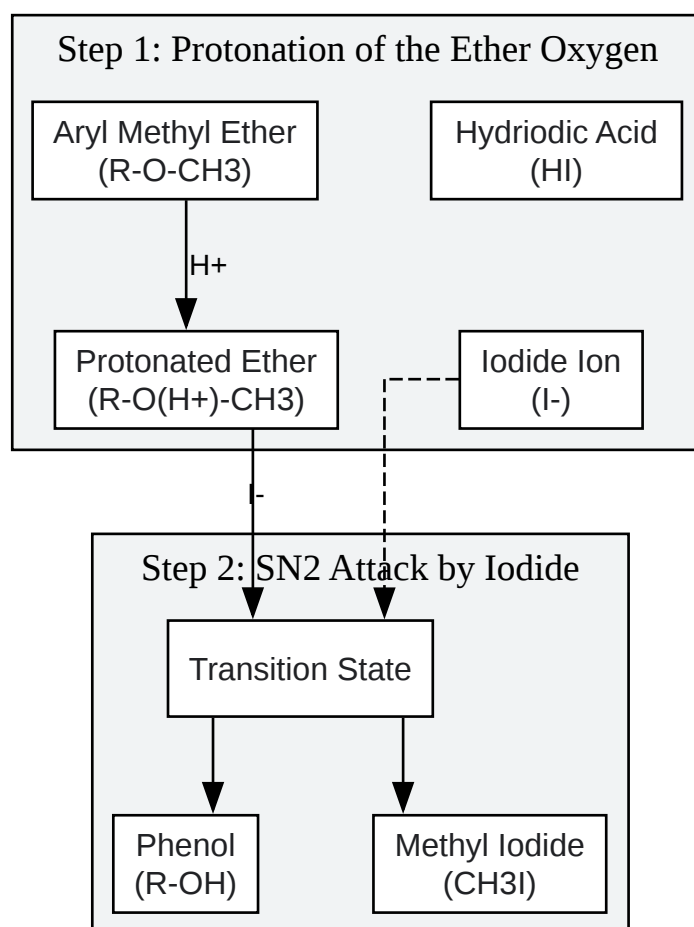 Step 1: Protonation of the Ether Oxygen
Aryl Methyl Ether
(R-O-CH3)
Hydriodic Acid
(HI)
H+
Protonated Ether
(R-O(H+)-CH3)
Iodide Ion
(I-)
I-
Step 2: SN2 Attack by Iodide
Transition State
Phenol
(R-OH)
Methyl Iodide
(CH3I)